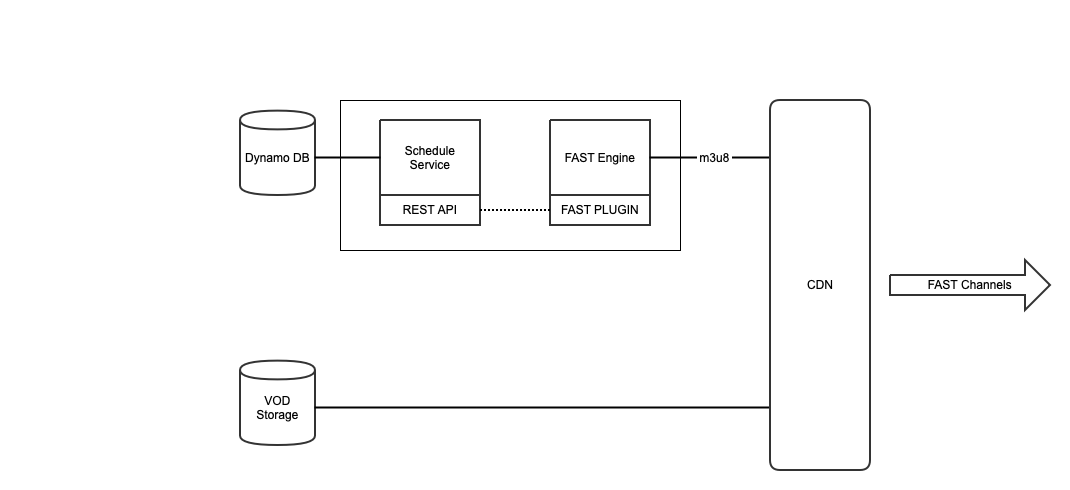 Dynamo DB
Schedule
Service
REST API
FAST Engine
FAST PLUGIN
m3u8
CDN
FAST Channels
VOD
Storage